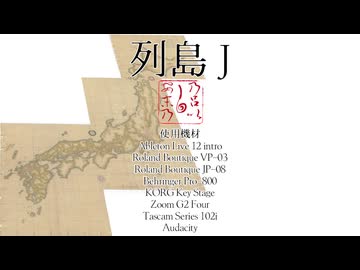 列島 J
使用機材
Ableton Live 12 intro
Roland Boutique VP-03
Roland Boutique JP-08
Behringer Pro-800
KORG Key Stage
Zoom G2 Four
Tascam Series 102i
Audacity